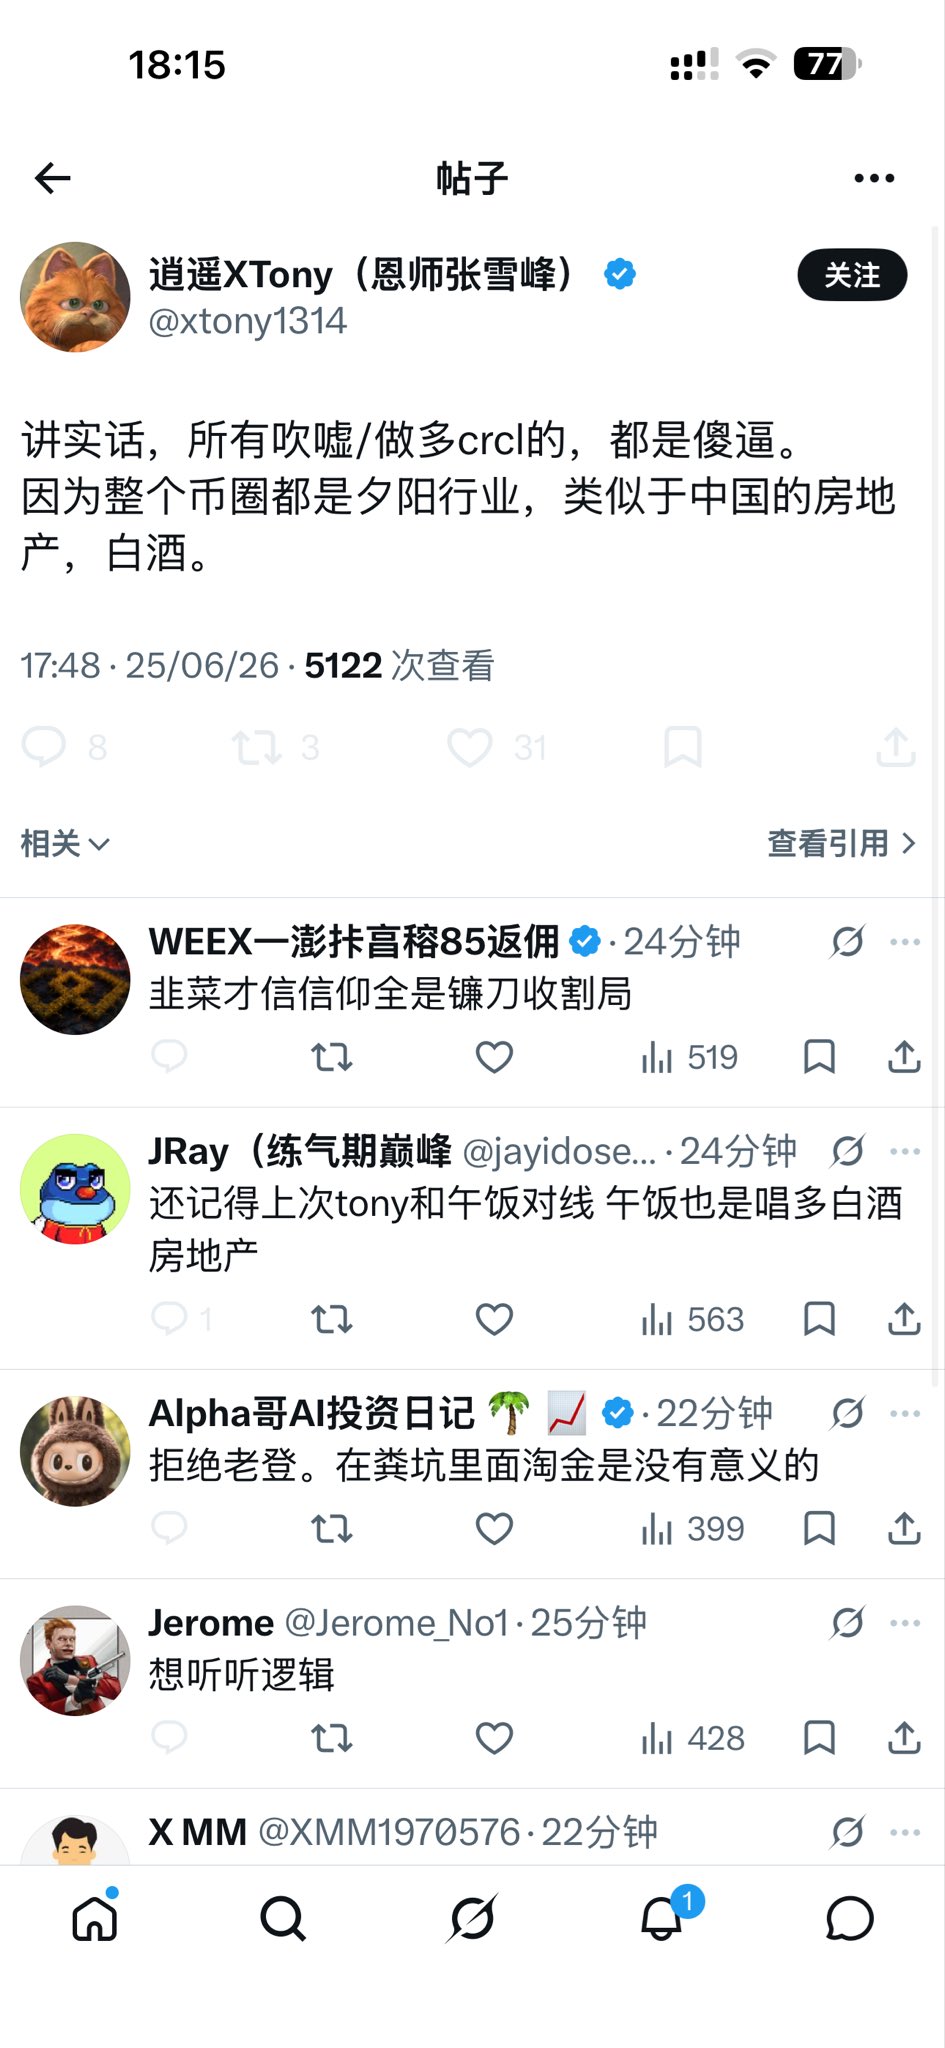 18:15
77
帖子
逍遥XTony（恩师张雪峰）
关注
@xtony1314
讲实话，所有吹嘘/做多crcl的，都是傻逼。
因为整个币圈都是夕阳行业，类似于中国的房地
产，白酒。
17:48 · 25/06/26 · 5122 次查看
8 3 31
相关
查看引用
WEEX一澎拤亯穃85返佣 · 24分钟
韭菜才信信仰全是镰刀收割局
519
JRay（练气期巅峰 @jayidose... · 24分钟
还记得上次tony和午饭对线 午饭也是唱多白酒
房地产
1 563
Alpha哥AI投资日记 · 22分钟
拒绝老登。在粪坑里面淘金是没有意义的
399
Jerome @Jerome_No1 · 25分钟
想听听逻辑
428
X MM @XMM1970576 · 22分钟
1